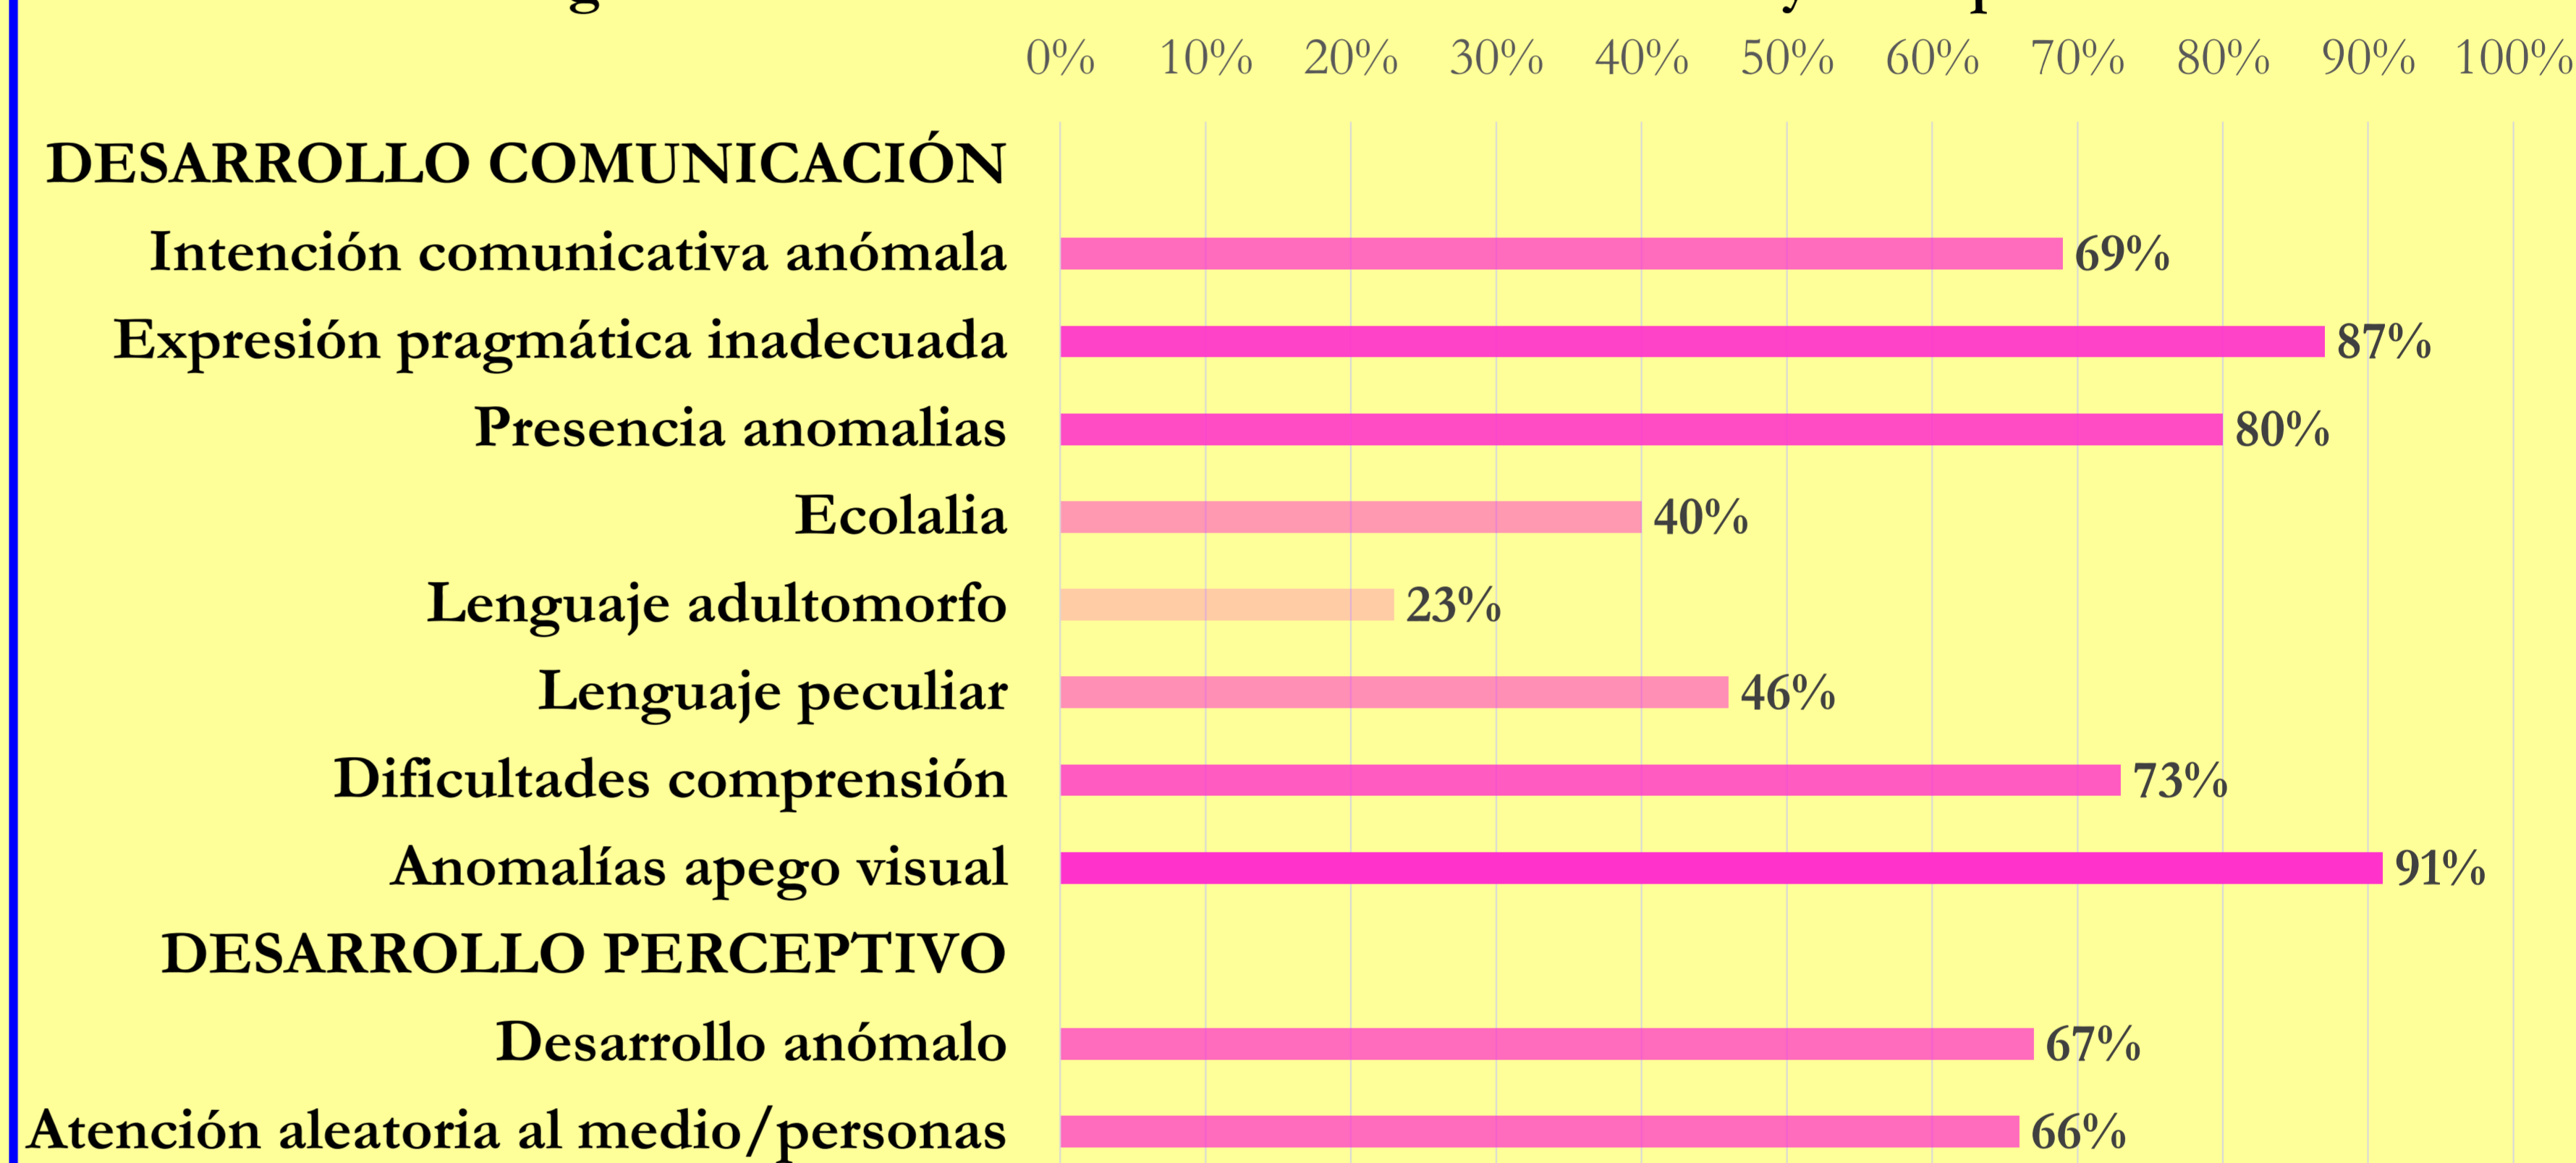 0% 10% 20% 30% 40% 50% 60% 70% 80% 90% 100%
DESARROLLO COMUNICACIÓN
Intención comunicativa anómala 69%
Expresión pragmática inadecuada 87%
Presencia anomalias 80%
Ecolalia 40%
Lenguaje adultomorfo 23%
Lenguaje peculiar 46%
Dificultades comprensión 73%
Anomalías apego visual 91%
DESARROLLO PERCEPTIVO
Desarrollo anómalo 67%
Atención aleatoria al medio/personas 66%